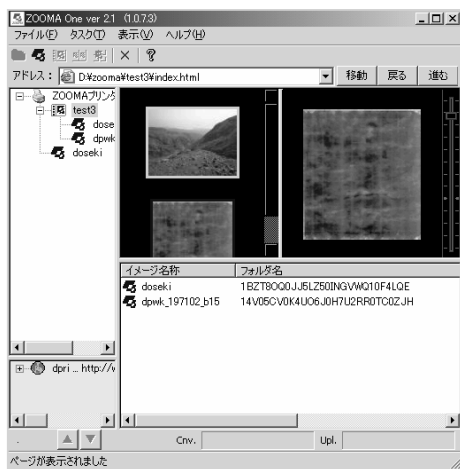 ZOOMA One ver 2.1 (1.0.7.3)
ファイル(F) タスク(T) 表示(V) ヘルプ(H)
アドレス: D:¥zooma¥test3¥index.html 移動 戻る 進む
ZOOMAプリンタ
test3
dose
dpwk
doseki
イメージ名称 フォルダ名
doseki 1BZT8OQ0JJ5LZ50INGVWQ10F4LQE
dpwk_197102_b15 14V05CV0K4UO6J0H7U2RR0TC0ZJH
dpri ... http://w
Cnv. Upl.
ページが表示されました